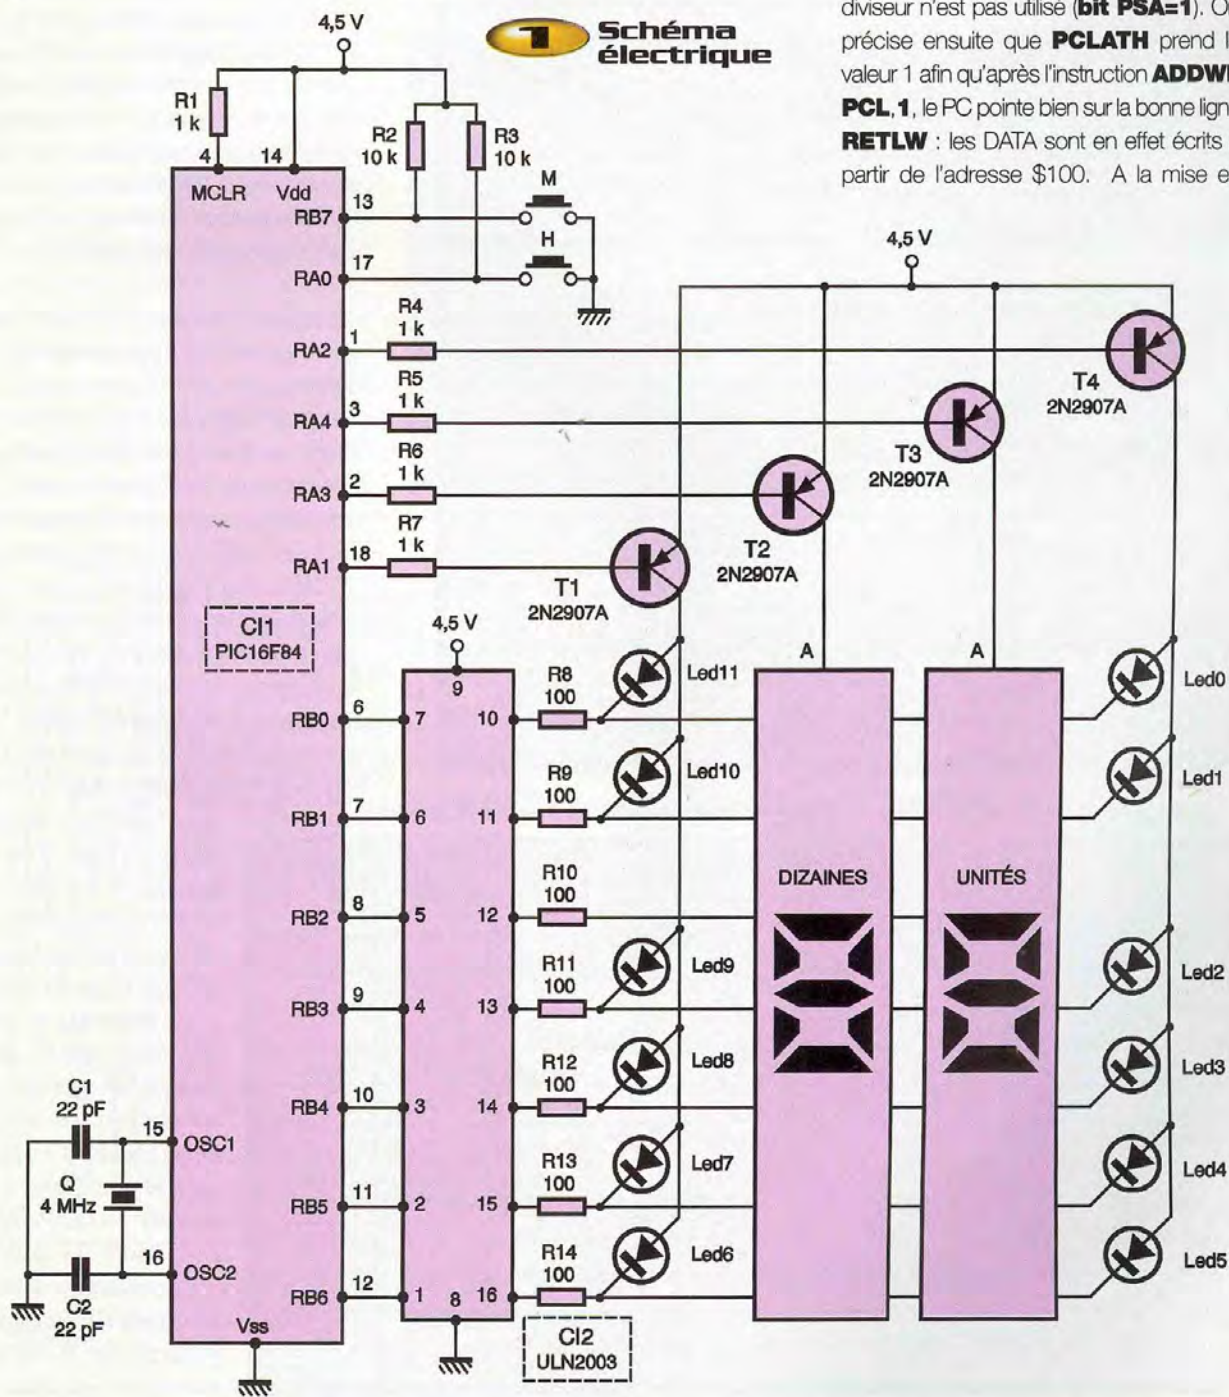 diviseur n'est pas utilisé (bit PSA=1).
précise ensuite que PCLATH prend
valeur 1 afin qu'après l'instruction
PCL,1, le PC pointe bien sur la bonne
RETLW : les DATA sont en effet écrits
partir de l'adresse $100. A la mise
1 Schéma
électrique
4,5 V
R1
1 k
R2
10 k
R3
10 k
4
14
MCLR
Vdd
M
RB7
13
H
RA0
17
4,5 V
R4
1 k
RA2
1
T4
2N2907A
R5
1 k
RA4
3
T3
2N2907A
R6
1 k
RA3
2
T2
2N2907A
R7
1 k
RA1
18
T1
2N2907A
CI1
PIC16F84
4,5 V
9
A
A
RB0
6
7
10
R8
100
Led11
Led0
RB1
7
6
11
R9
100
Led10
Led1
DIZAINES
UNITÉS
RB2
8
5
12
R10
100
RB3
9
4
13
R11
100
Led9
Led2
RB4
10
3
14
R12
100
Led8
Led3
C1
22 pF
15
OSC1
Q
4 MHz
RB5
11
2
15
R13
100
Led7
Led4
16
OSC2
C2
22 pF
RB6
12
1
8
16
R14
100
Led6
Led5
Vss
CI2
ULN2003